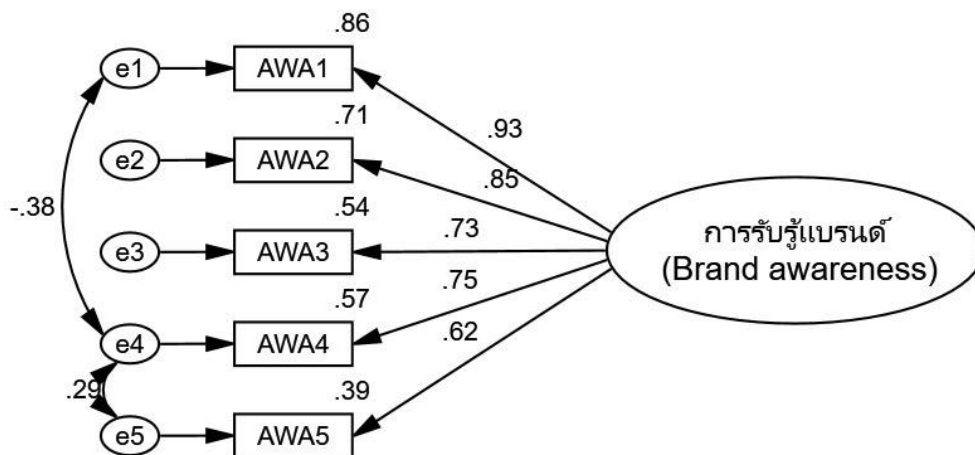 .86
e1 AWA1
.93
.71
e2 AWA2
.85
-.38
.54
e3 AWA3
.73
การรับรู้แบรนด์
(Brand awareness)
.57
.75
e4 AWA4
.62
.29
.39
e5 AWA5